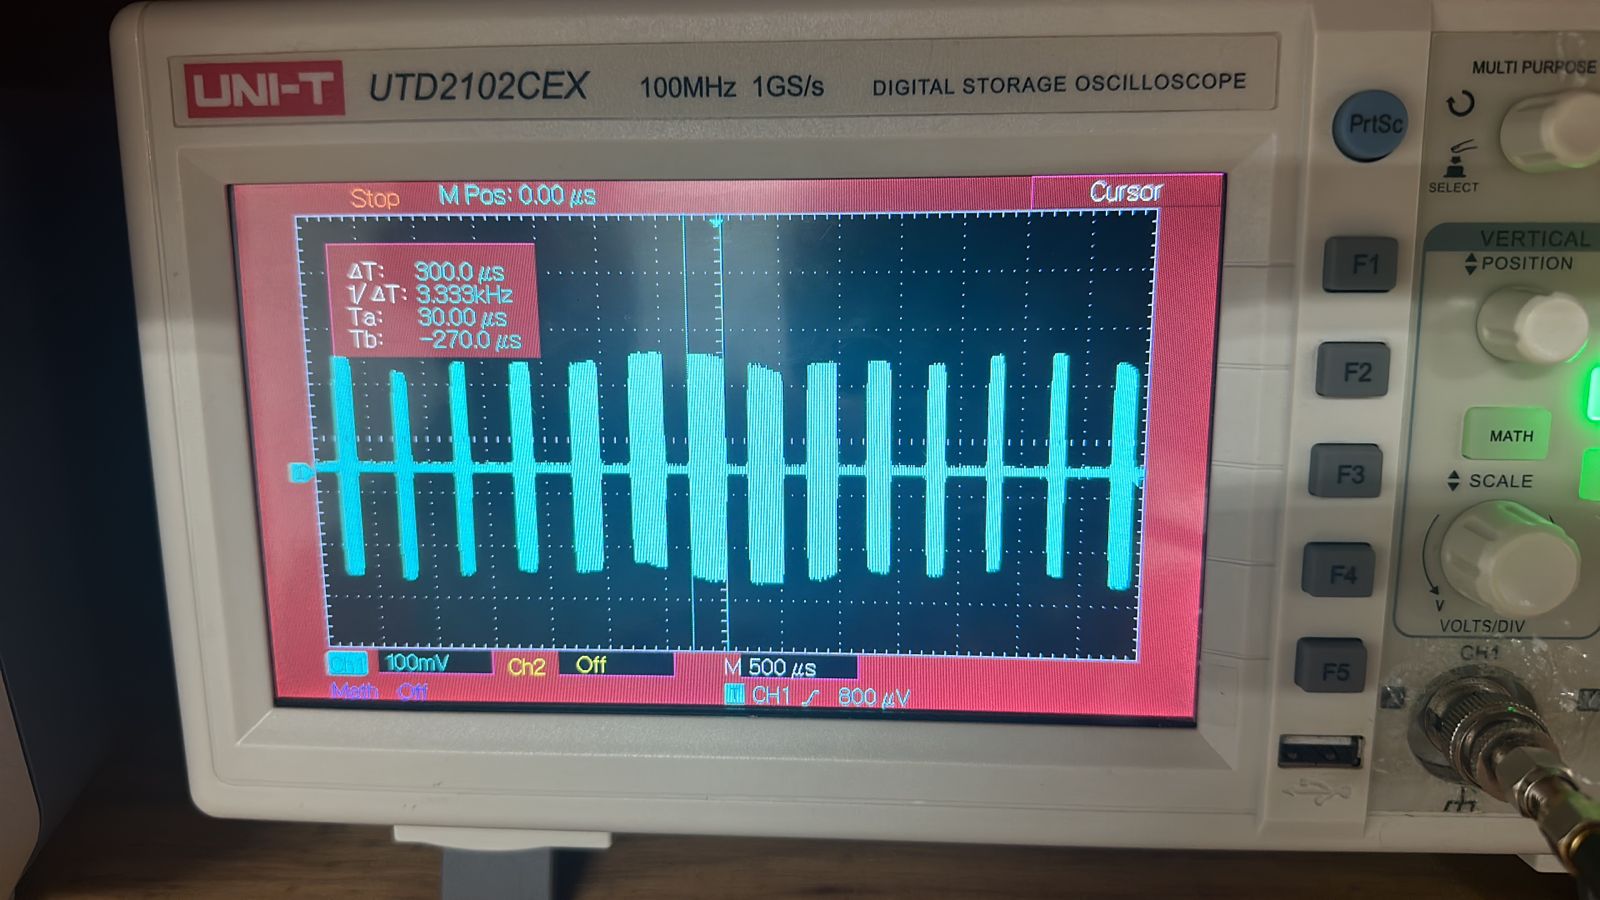 UNI-T UTD2102CEX 100MHz 1GS/s DIGITAL STORAGE OSCILLOSCOPE
MULTI PURPOSE
PrtSc
SELECT
Stop M Pos: 0.00 μs Cursor
ΔT: 300.0 μs
1/ΔT: 3.333kHz
Ta: 30.00 μs
Tb: -270.0 μs
VERTICAL
POSITION
F1
F2
MATH
F3
SCALE
F4
V
VOLTS/DIV
CH1
F5
Ch1 100mV Ch2 Off M 500 μs
Math Off T CH1 800 μV